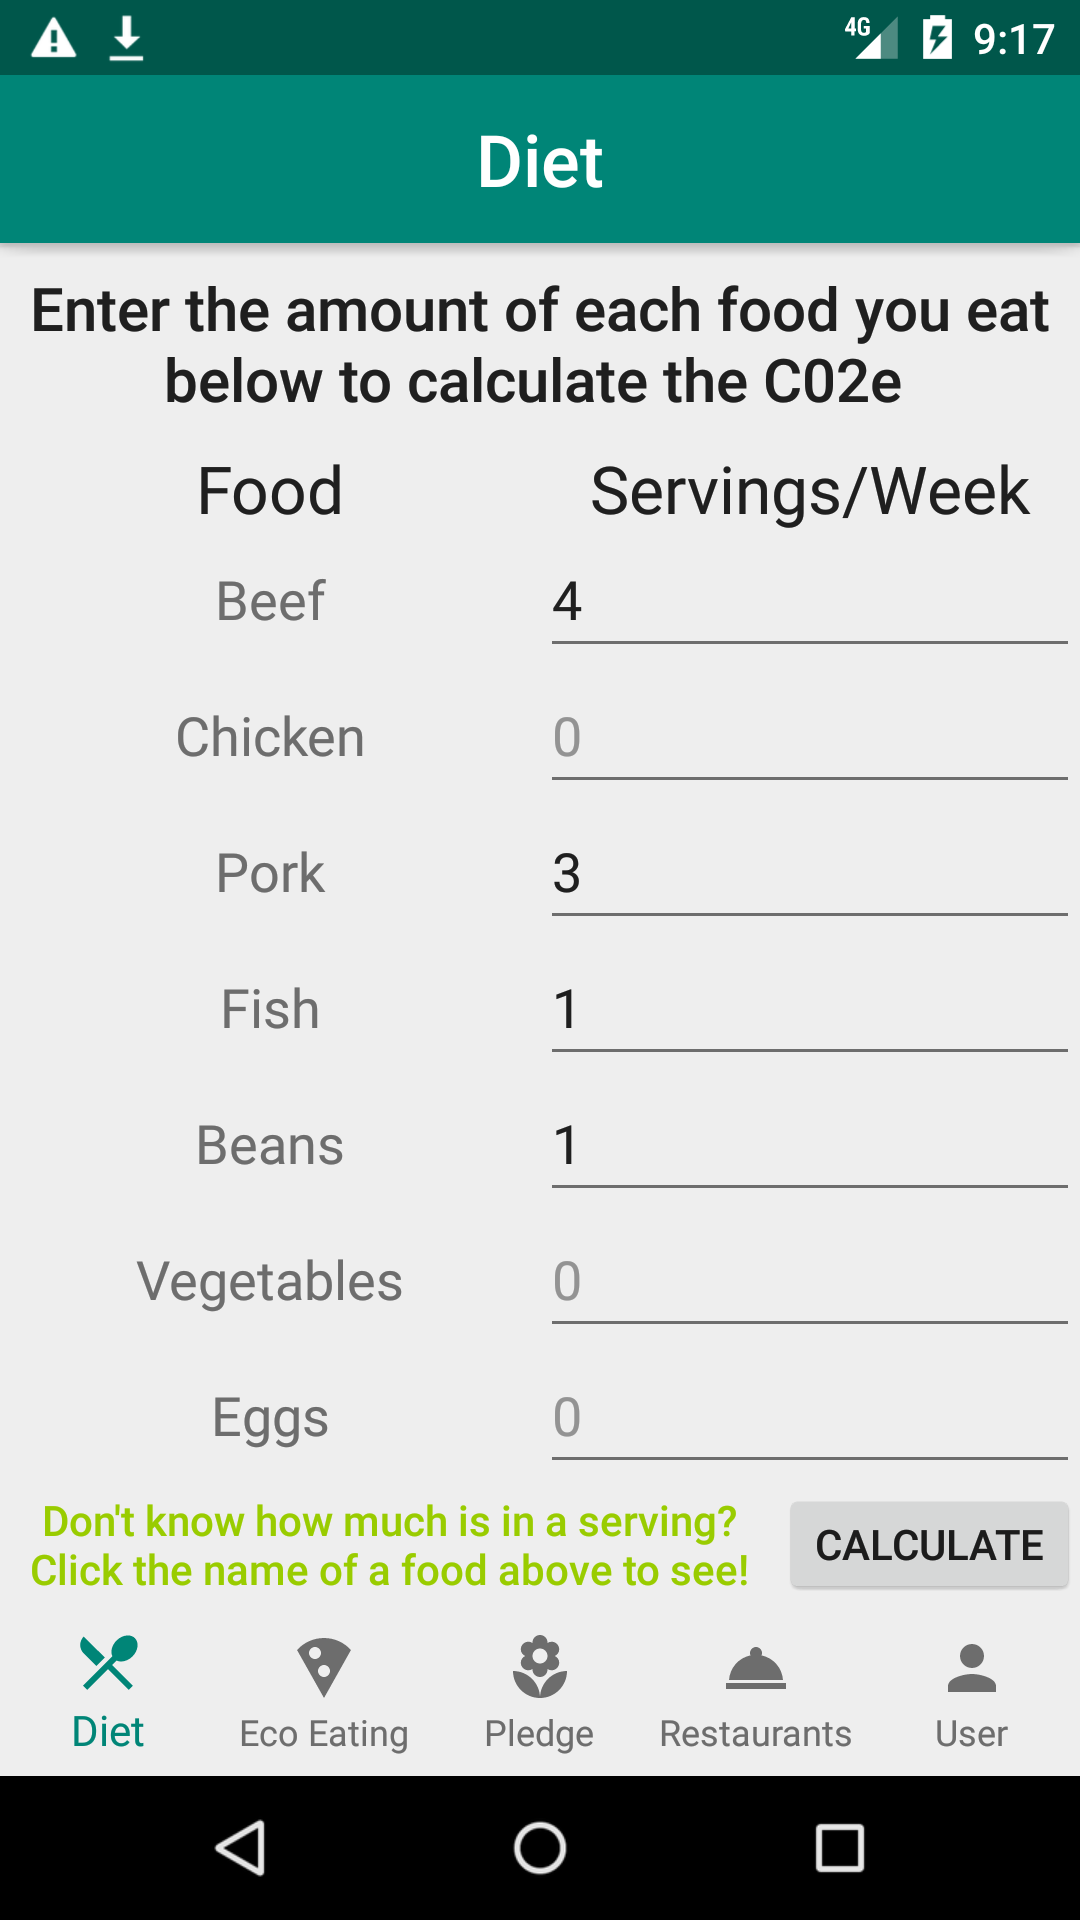 4G 9:17
Diet
Enter the amount of each food you eat
below to calculate the C02e
Food Servings/Week
Beef 4
Chicken 0
Pork 3
Fish 1
Beans 1
Vegetables 0
Eggs 0
Don't know how much is in a serving?
Click the name of a food above to see!
CALCULATE
Diet Eco Eating Pledge Restaurants User